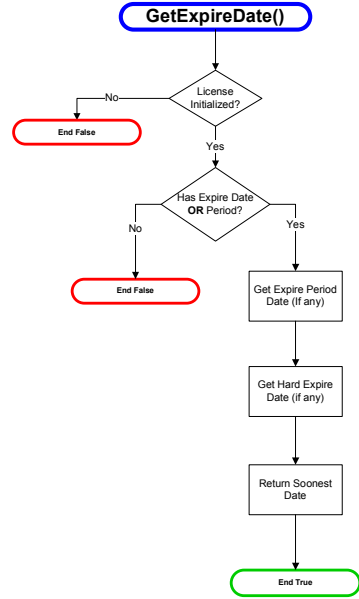 GetExpireDate()
License
Initialized?
No
End False
Yes
Has Expire Date
OR Period?
No
Yes
End False
Get Expire Period
Date (If any)
Get Hard Expire
Date (if any)
Return Soonest
Date
End True